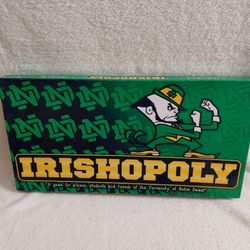 IRISHOPOLY
A game for alumni, students and friends of the University of Notre Dame